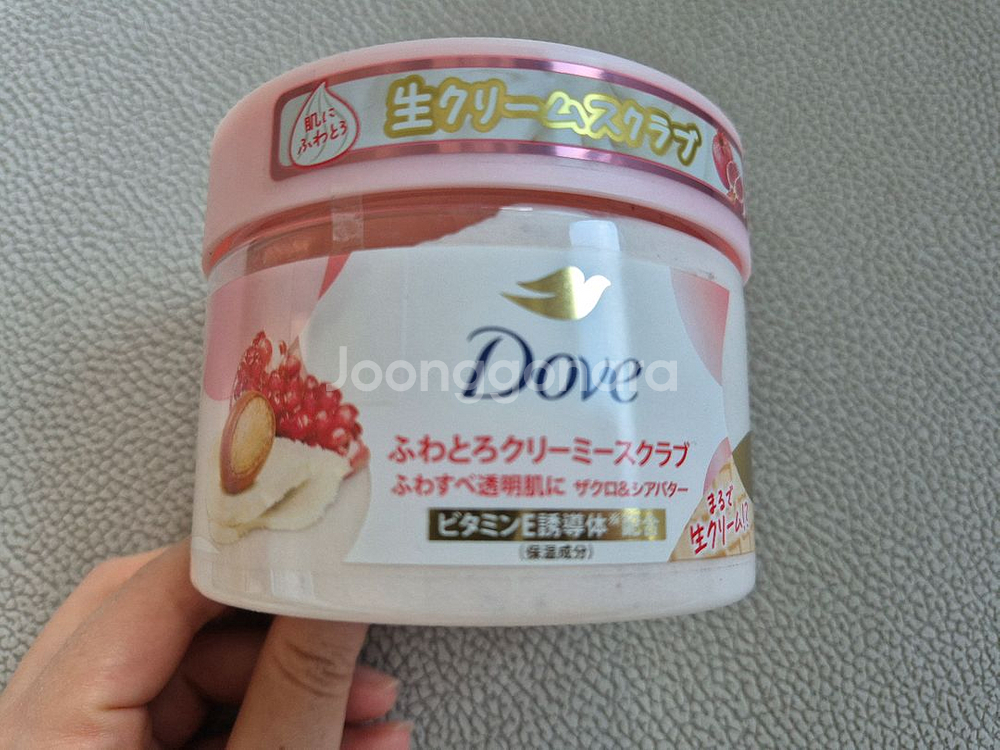 肌に
ふわとろ
生クリームスクラブ
Dove
Joonggonara
ふわとろクリーミースクラブ
ふわすべ透明肌に ザクロ&シアバター
ビタミンE誘導体※配合
(保湿成分)
まるで
生クリーム!?